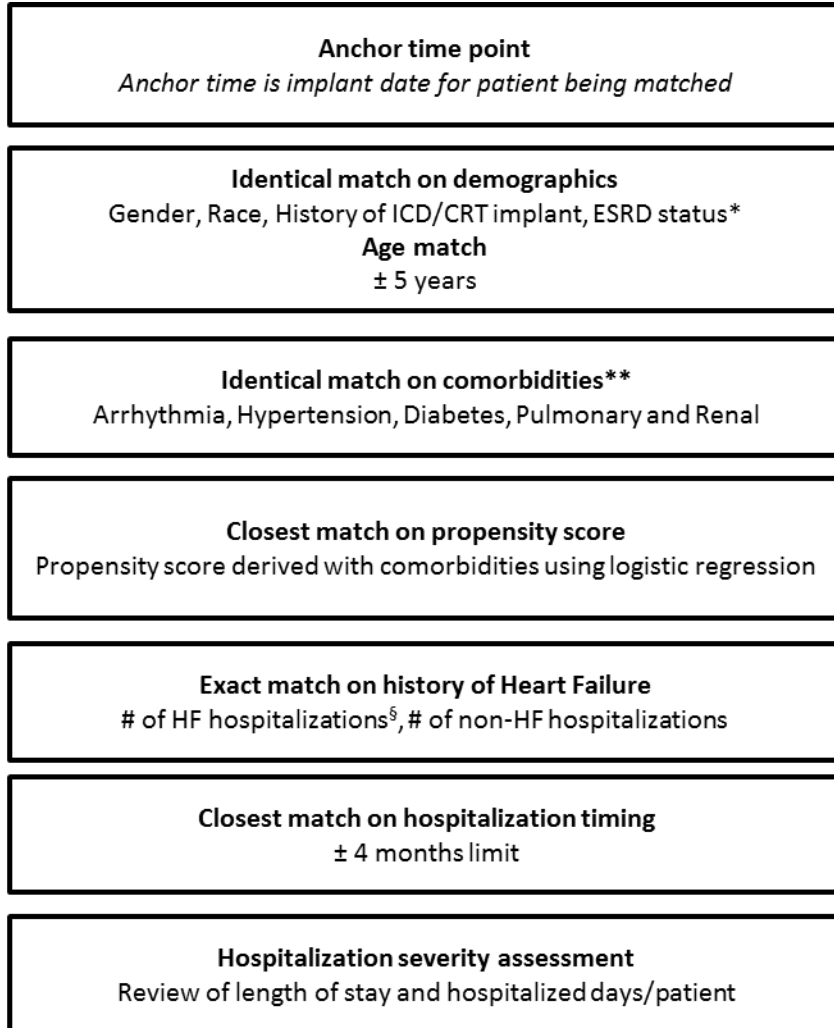 Anchor time point
Anchor time is implant date for patient being matched
Identical match on demographics
Gender, Race, History of ICD/CRT implant, ESRD status*
Age match
± 5 years
Identical match on comorbidities**
Arrhythmia, Hypertension, Diabetes, Pulmonary and Renal
Closest match on propensity score
Propensity score derived with comorbidities using logistic regression
Exact match on history of Heart Failure
# of HF hospitalizations§, # of non-HF hospitalizations
Closest match on hospitalization timing
± 4 months limit
Hospitalization severity assessment
Review of length of stay and hospitalized days/patient